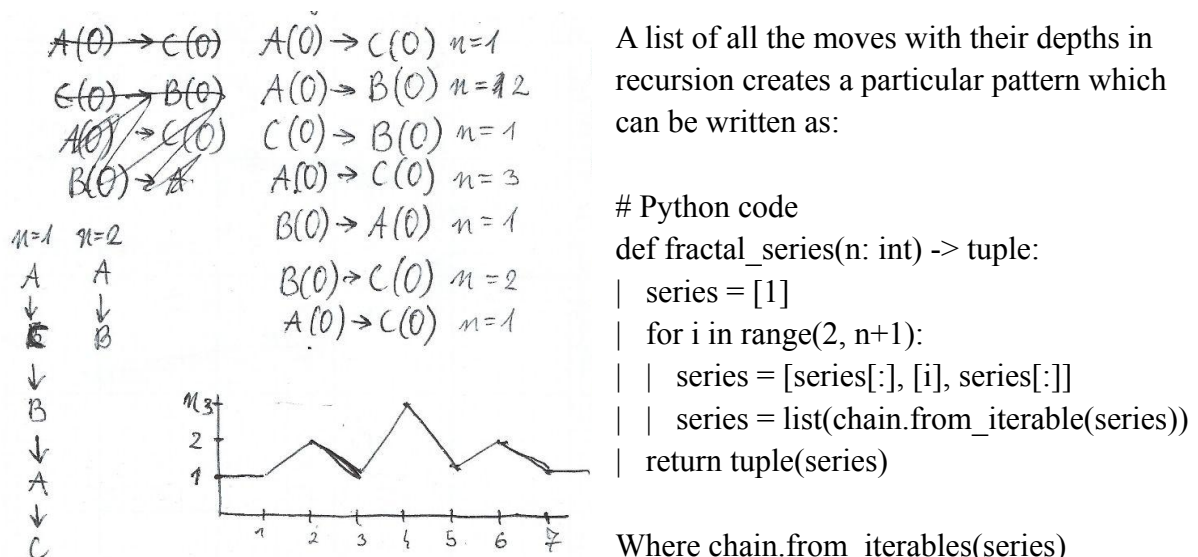 A(0) → C(0)
C(0) → B(0)
A(0) → C(0)
B(0) → A
A(0) → C(0) n=1
A(0) → B(0) n=2
C(0) → B(0) n=1
A(0) → C(0) n=3
B(0) → A(0) n=1
B(0) → C(0) n=2
A(0) → C(0) n=1
n=1 n=2
A A
↓ ↓
B
↓
B
↓
A
↓
C
n 3
2
1
1 2 3 4 5 6 7
A list of all the moves with their depths in
recursion creates a particular pattern which
can be written as:
# Python code
def fractal_series(n: int) -> tuple:
| series = [1]
| for i in range(2, n+1):
| | series = [series[:], [i], series[:]]
| | series = list(chain.from_iterable(series))
| return tuple(series)
Where chain.from_iterables(series)